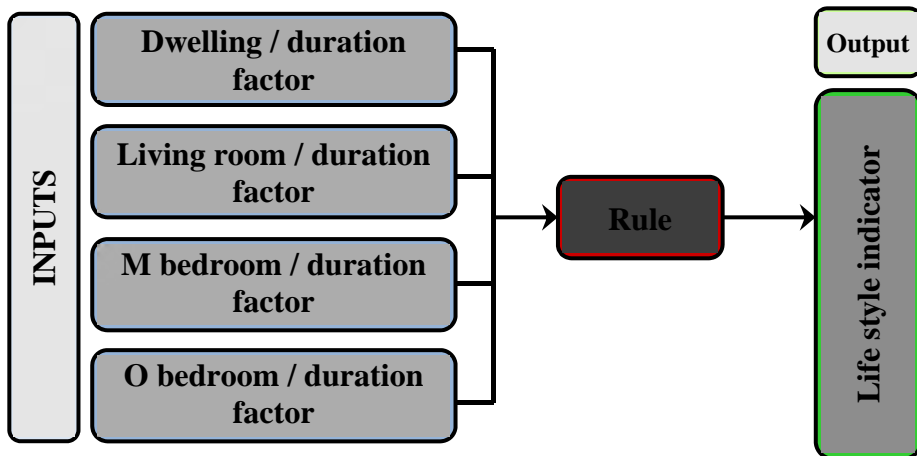 INPUTS
Dwelling / duration
factor
Living room / duration
factor
M bedroom / duration
factor
O bedroom / duration
factor
Rule
Output
Life style indicator